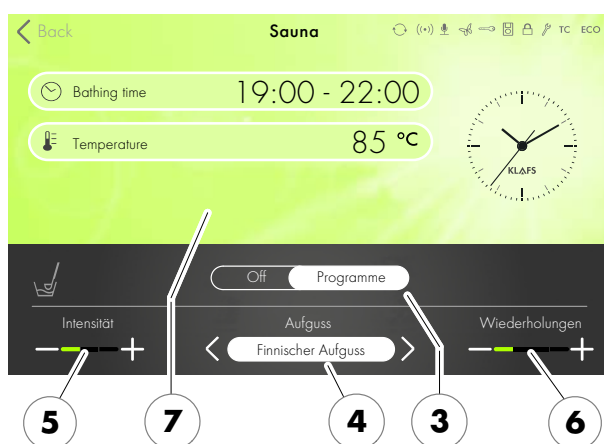 Back Sauna TC ECO
Bathing time 19:00 - 22:00
Temperature 85 °C
KLAFS
Off Programme
Intensität Aufguss Wiederholungen
Finnischer Aufguss
5 7 4 3 6